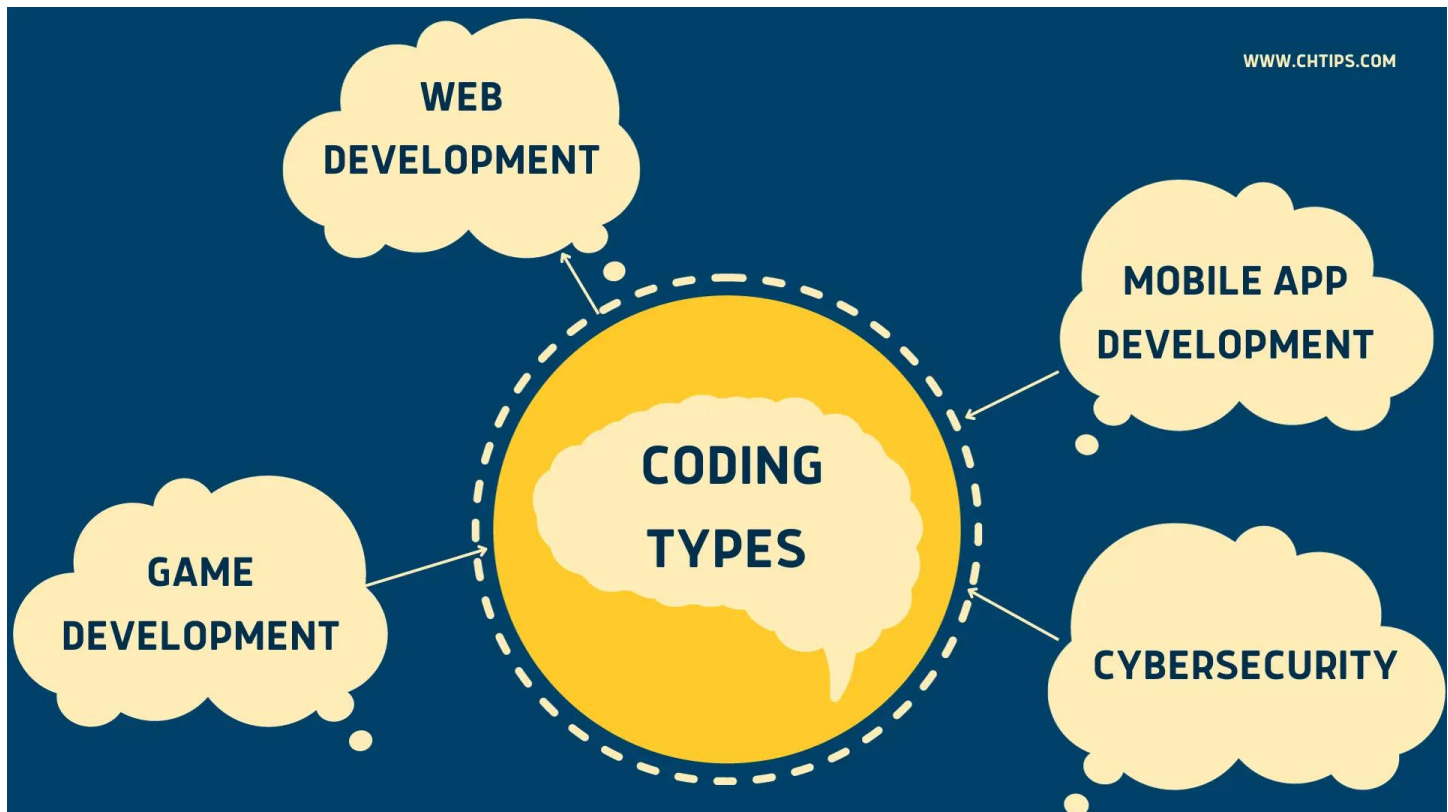 WWW.CHTIPS.COM
WEB
DEVELOPMENT
MOBILE APP
DEVELOPMENT
CODING
TYPES
GAME
DEVELOPMENT
CYBERSECURITY